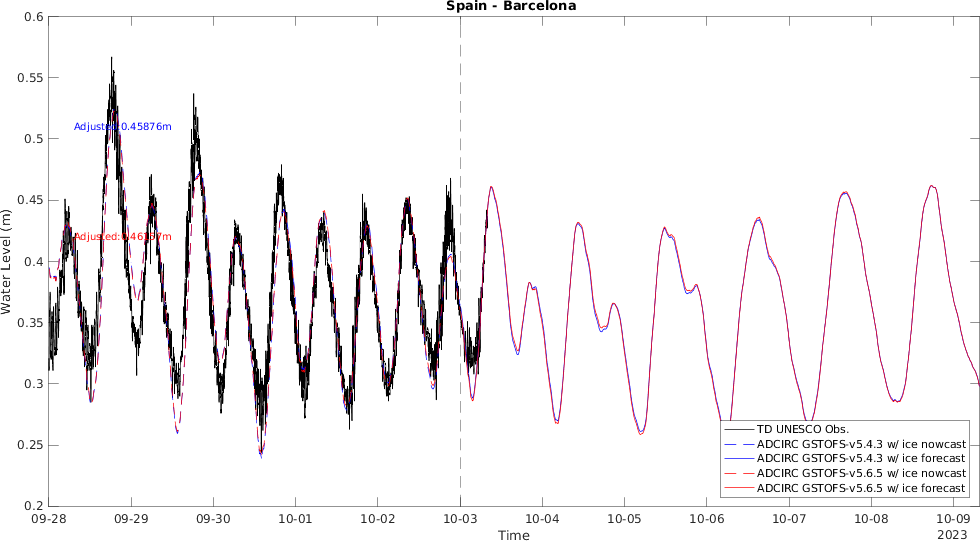 Spain - Barcelona
0.6
0.55
0.5
0.45
0.4
0.35
0.3
0.25
0.2
Water Level (m)
Adjusted:0.45876m
TD UNESCO Obs.
ADCIRC GSTOFS-v5.4.3 w/ ice nowcast
ADCIRC GSTOFS-v5.4.3 w/ ice forecast
ADCIRC GSTOFS-v5.6.5 w/ ice nowcast
ADCIRC GSTOFS-v5.6.5 w/ ice forecast
09-28 09-29 09-30 10-01 10-02 10-03 10-04 10-05 10-06 10-07 10-08 10-09
2023
Time